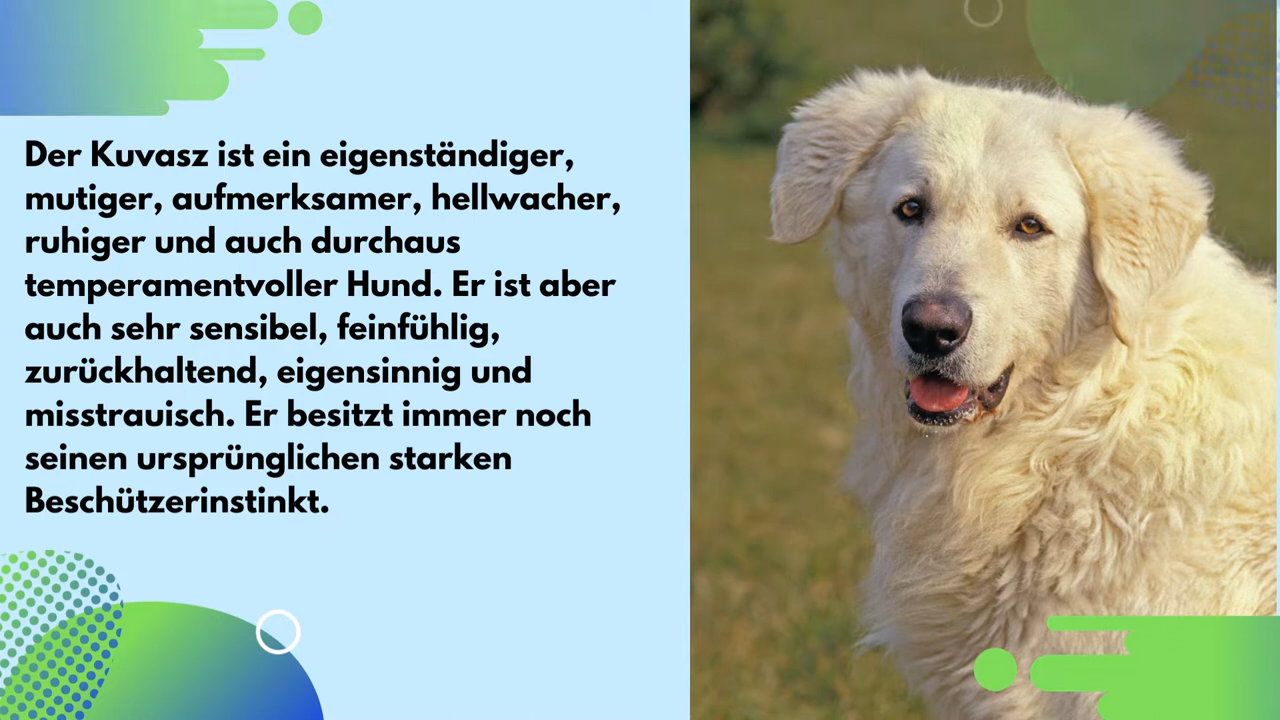 Der Kuvasz ist ein eigenständiger,
mutiger, aufmerksamer, hellwacher,
ruhiger und auch durchaus
temperamentvoller Hund. Er ist aber
auch sehr sensibel, feinfühlig,
zurückhaltend, eigensinnig und
misstrauisch. Er besitzt immer noch
seinen ursprünglichen starken
Beschützerinstinkt.